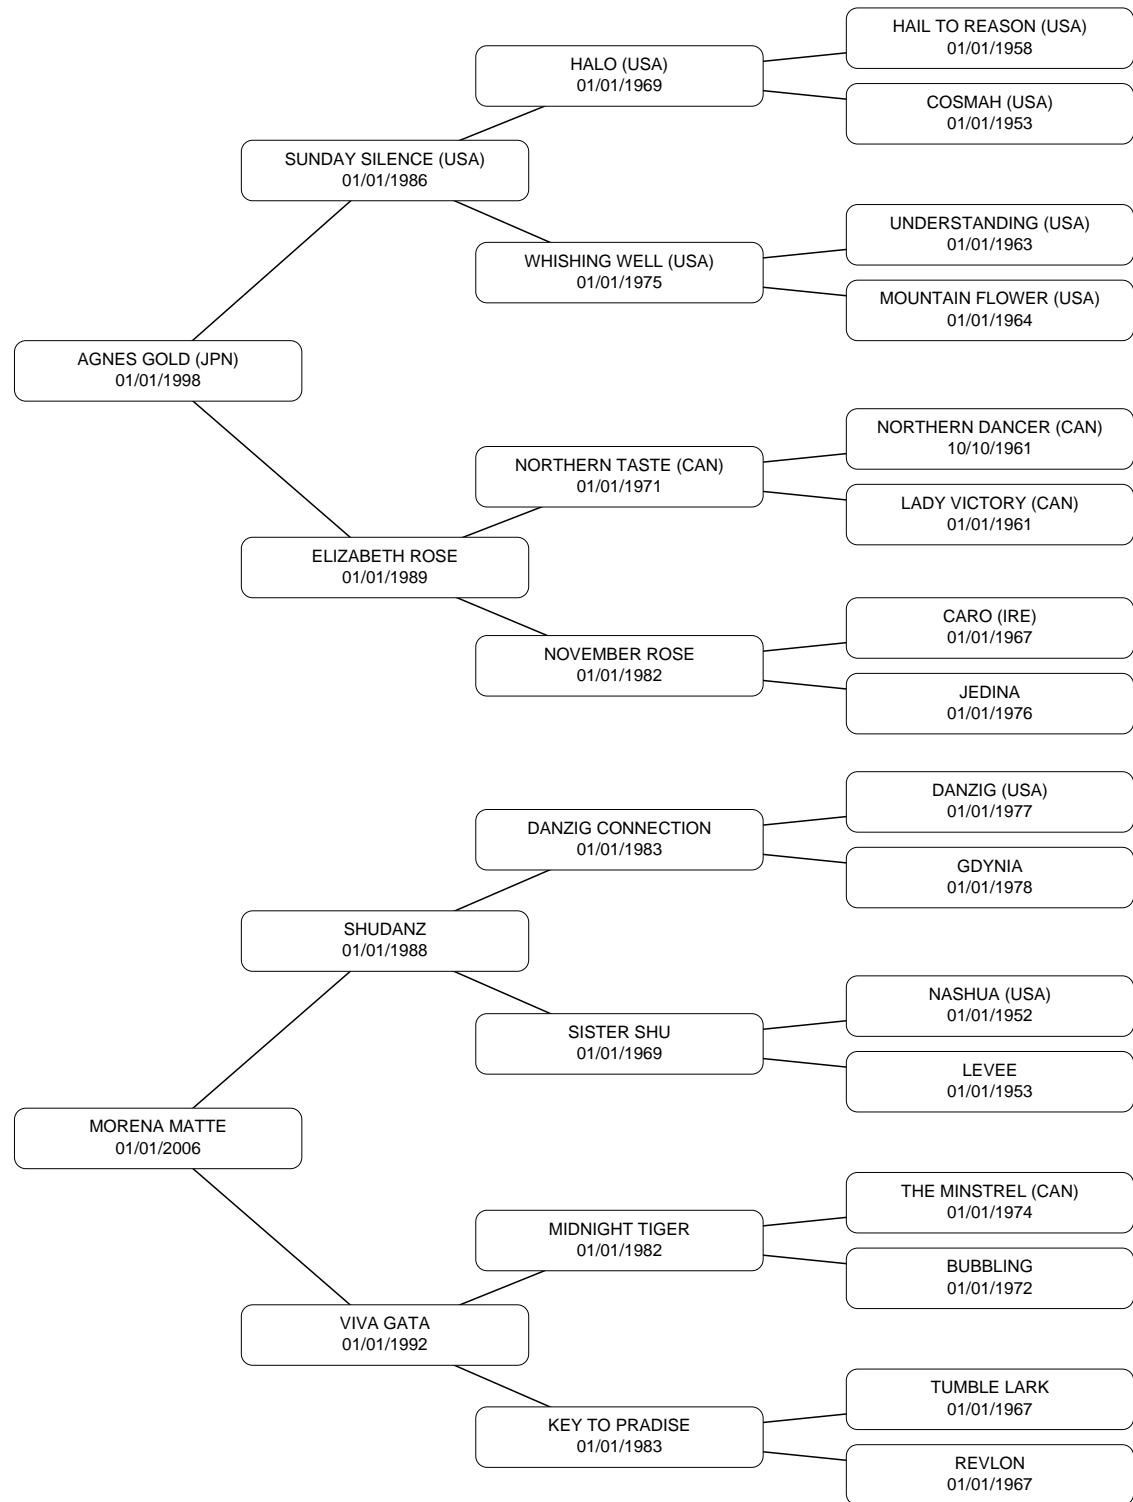 HAIL TO REASON (USA)
01/01/1958
HALO (USA)
01/01/1969
COSMAH (USA)
01/01/1953
SUNDAY SILENCE (USA)
01/01/1986
UNDERSTANDING (USA)
01/01/1963
WHISHING WELL (USA)
01/01/1975
MOUNTAIN FLOWER (USA)
01/01/1964
AGNES GOLD (JPN)
01/01/1998
NORTHERN DANCER (CAN)
10/10/1961
NORTHERN TASTE (CAN)
01/01/1971
LADY VICTORY (CAN)
01/01/1961
ELIZABETH ROSE
01/01/1989
CARO (IRE)
01/01/1967
NOVEMBER ROSE
01/01/1982
JEDINA
01/01/1976
DANZIG (USA)
01/01/1977
DANZIG CONNECTION
01/01/1983
GDYNIA
01/01/1978
SHUDANZ
01/01/1988
NASHUA (USA)
01/01/1952
SISTER SHU
01/01/1969
LEVEE
01/01/1953
MORENA MATTE
01/01/2006
THE MINSTREL (CAN)
01/01/1974
MIDNIGHT TIGER
01/01/1982
BUBBLING
01/01/1972
VIVA GATA
01/01/1992
TUMBLE LARK
01/01/1967
KEY TO PRADISE
01/01/1983
REVLON
01/01/1967